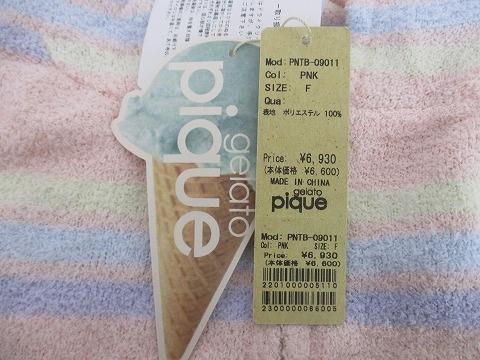 gelato
pique
Mod: PNTB-09011
Col: PNK
SIZE: F
Qua:
表地 ポリエステル 100%
Price: ¥6,930
(本体価格 ¥6,600)
MADE IN CHINA
gelato
pique
Mod: PNTB-09011
Col: PNK SIZE: F
Price: ¥6,930
(本体価格 ¥6,600)
2201000005110
2300000086005